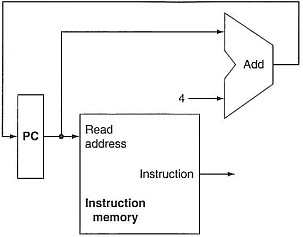 Add
4
PC
Read
address
Instruction
Instruction
memory